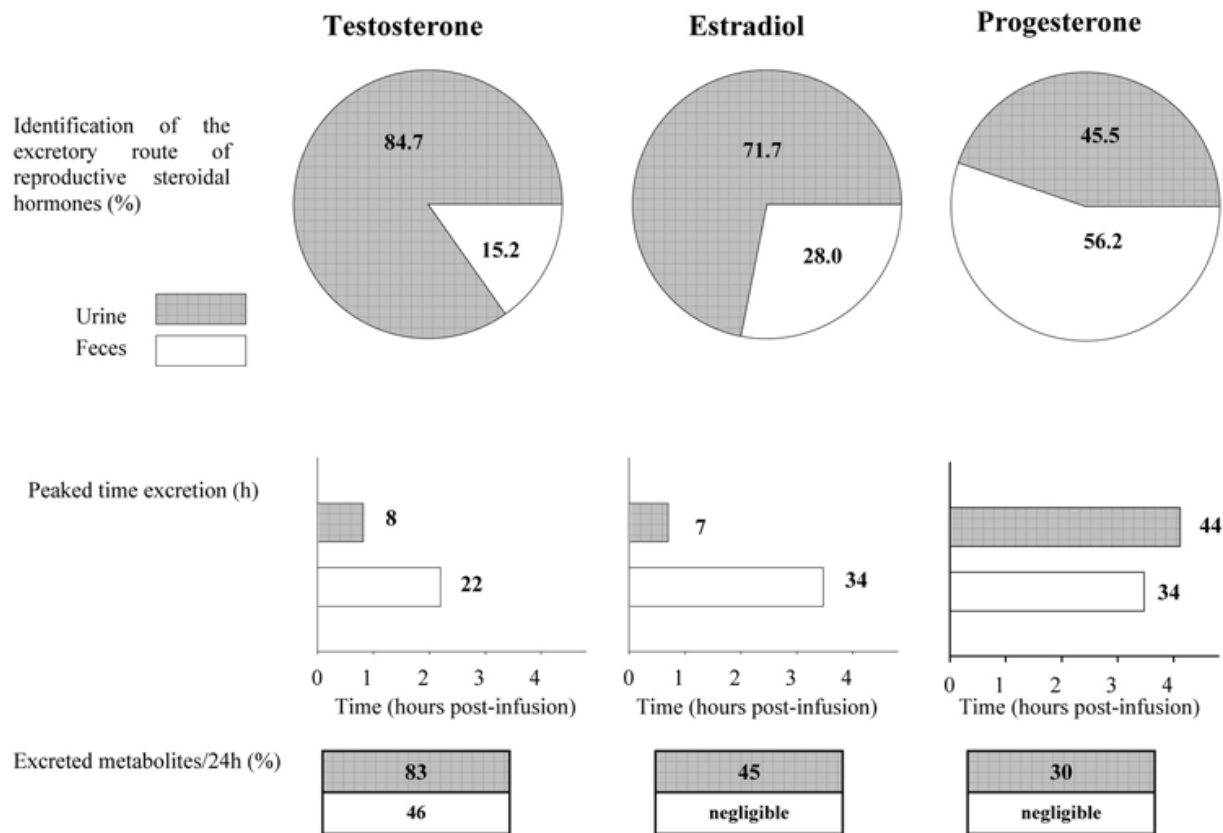 Testosterone
Estradiol
Progesterone
Identification of the
excretory route of
reproductive steroidal
hormones (%)
84.7
15.2
71.7
28.0
45.5
56.2
Urine
Feces
Peaked time excretion (h)
8
22
0 1 2 3 4
Time (hours post-infusion)
7
34
0 1 2 3 4
Time (hours post-infusion)
44
34
0 1 2 3 4
Time (hours post-infusion)
Excreted metabolites/24h (%)
83
46
45
negligible
30
negligible